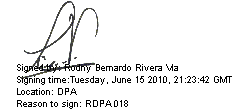 Signed by: Rodny Bernardo Rivera Via
Signing time: Tuesday, June 15 2010, 21:23:42 GMT
Location: DPA
Reason to sign: RDPA018